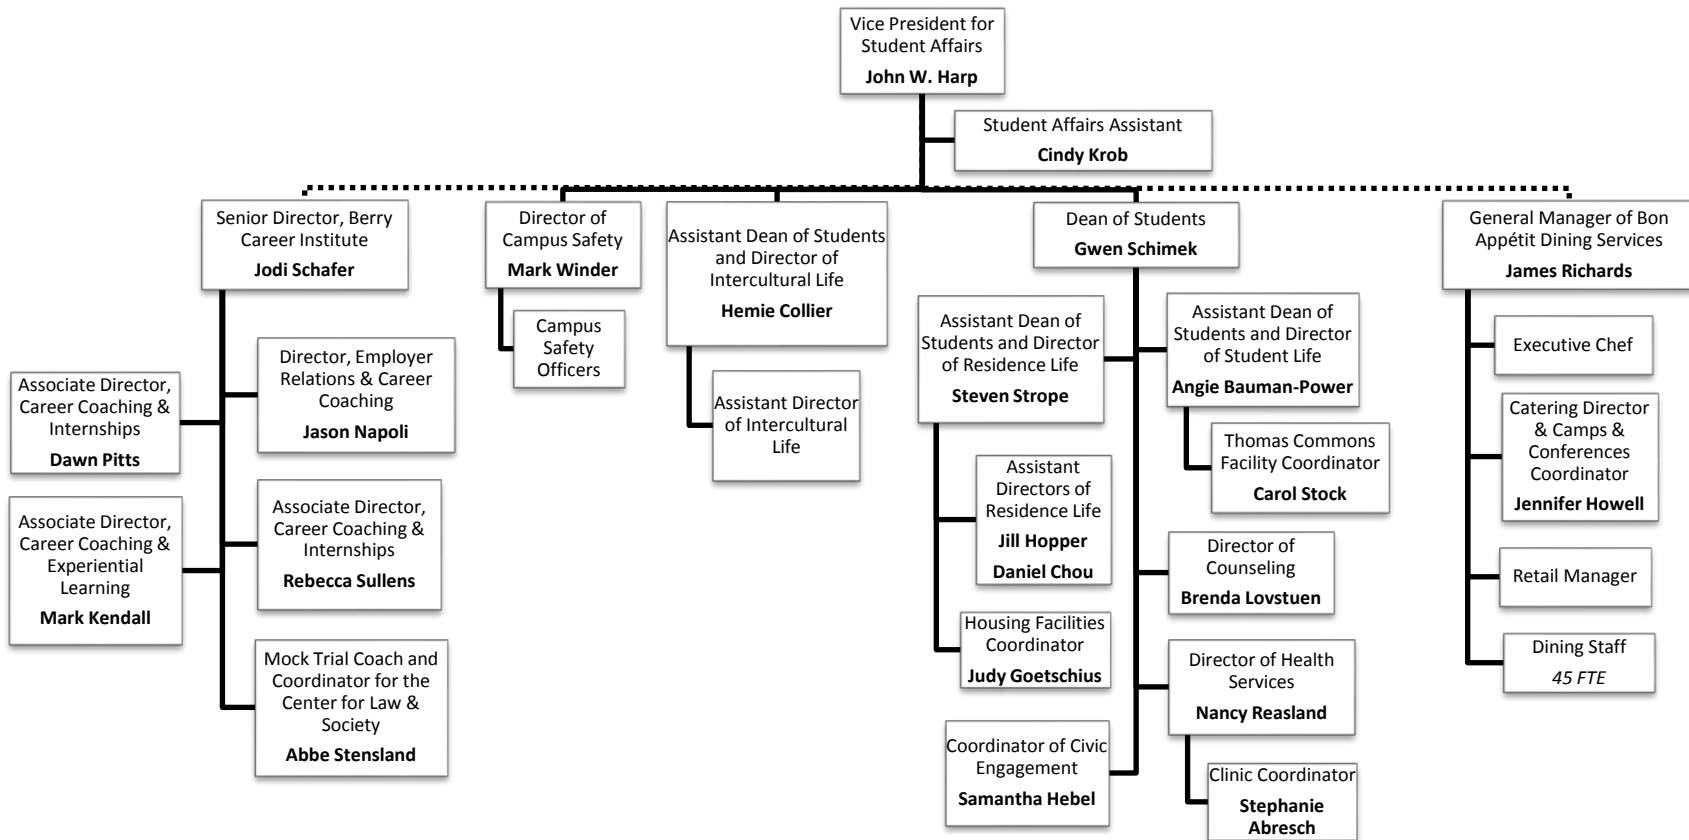 Vice President for
Student Affairs
John W. Harp
Student Affairs Assistant
Cindy Krob
Senior Director, Berry
Career Institute
Jodi Schafer
Associate Director,
Career Coaching &
Internships
Dawn Pitts
Director, Employer
Relations & Career
Coaching
Jason Napoli
Associate Director,
Career Coaching &
Experiential
Learning
Mark Kendall
Associate Director,
Career Coaching &
Internships
Rebecca Sullens
Mock Trial Coach and
Coordinator for the
Center for Law &
Society
Abbe Stensland
Director of
Campus Safety
Mark Winder
Campus
Safety
Officers
Assistant Dean of Students
and Director of
Intercultural Life
Hemie Collier
Assistant Director
of Intercultural
Life
Dean of Students
Gwen Schimek
Assistant Dean of
Students and Director
of Residence Life
Steven Strope
Assistant
Directors of
Residence Life
Jill Hopper
Daniel Chou
Housing Facilities
Coordinator
Judy Goetschius
Coordinator of Civic
Engagement
Samantha Hebel
Assistant Dean of
Students and Director
of Student Life
Angie Bauman-Power
Thomas Commons
Facility Coordinator
Carol Stock
Director of
Counseling
Brenda Lovstuen
Director of Health
Services
Nancy Reasland
Clinic Coordinator
Stephanie
Abresch
General Manager of Bon
Appétit Dining Services
James Richards
Executive Chef
Catering Director
& Camps &
Conferences
Coordinator
Jennifer Howell
Retail Manager
Dining Staff
45 FTE